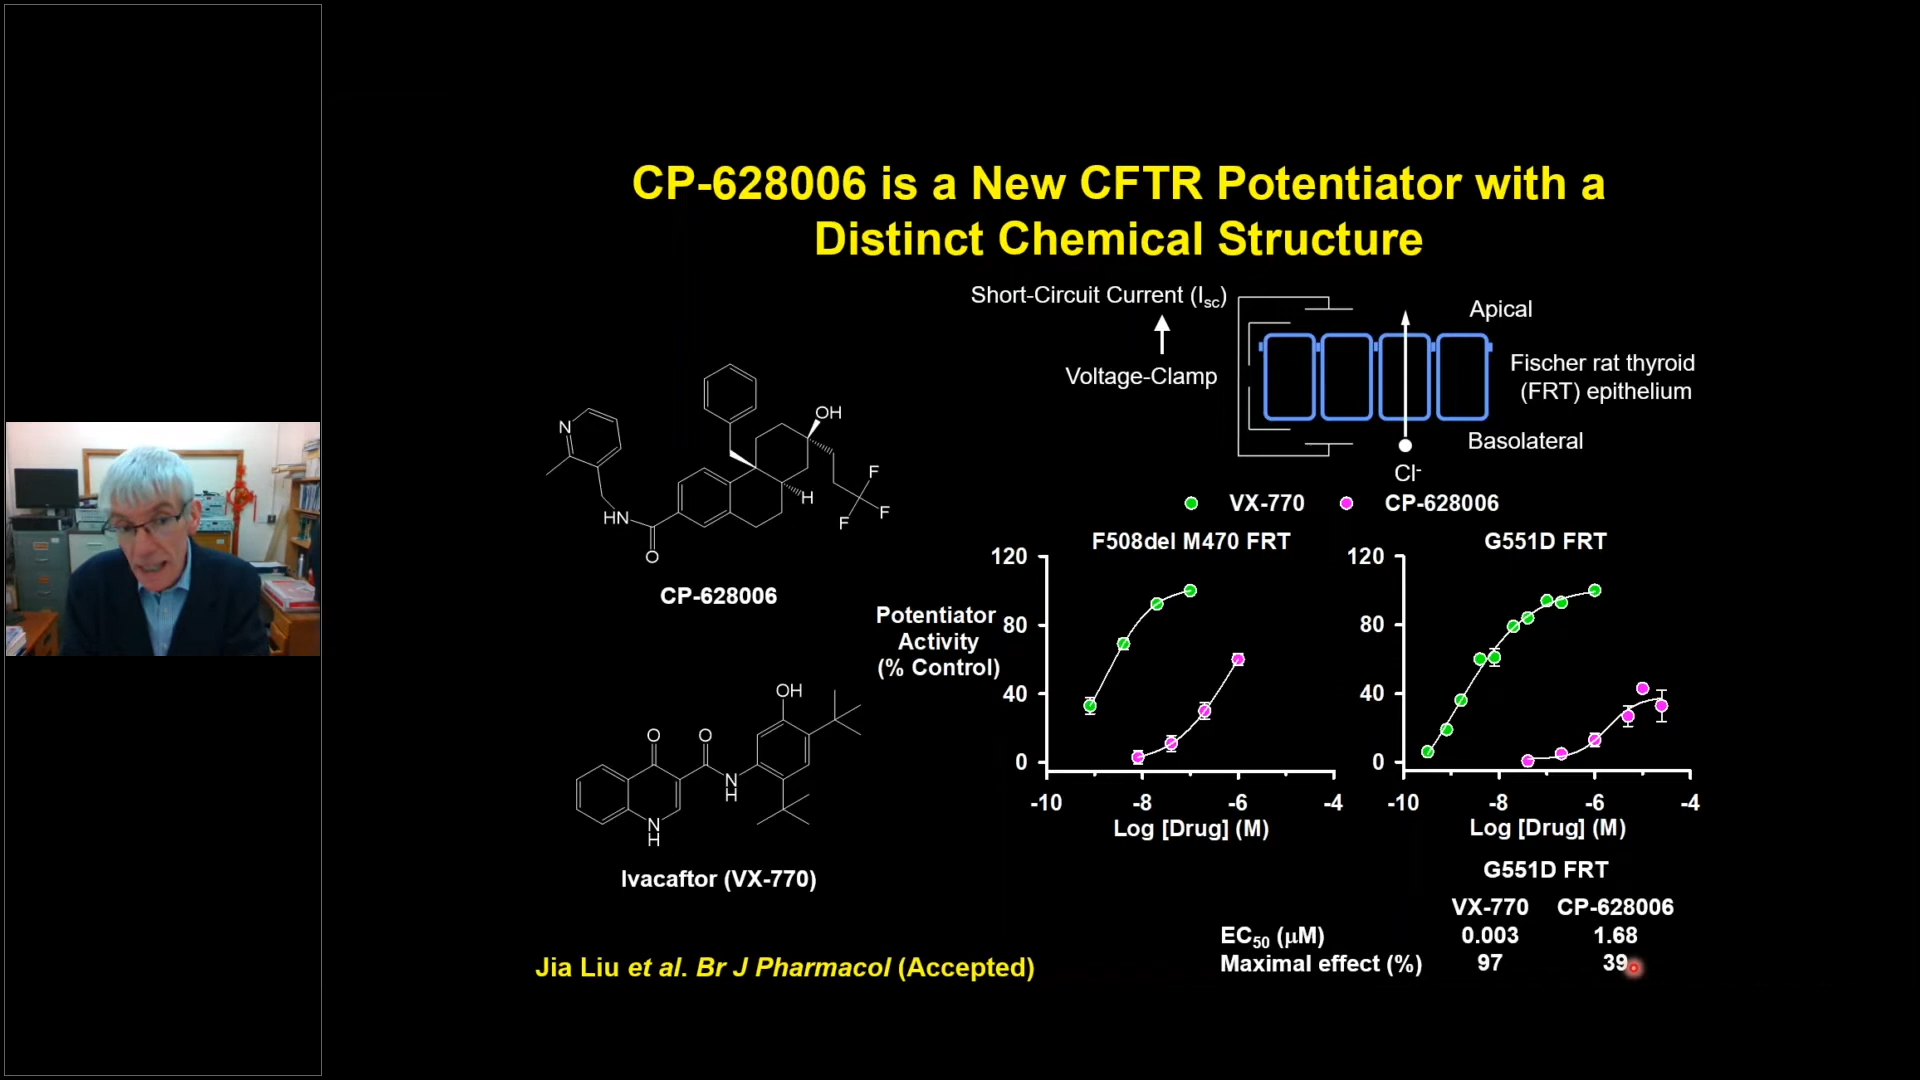 CP-628006 is a New CFTR Potentiator with a
Distinct Chemical Structure
Short-Circuit Current (Isc)
Voltage-Clamp
Apical
Fischer rat thyroid
(FRT) epithelium
Basolateral
Cl-
N
HN
O
OH
H
F
F
F
CP-628006
OH
O
O
N
H
N
H
Ivacaftor (VX-770)
VX-770
CP-628006
F508del M470 FRT
Potentiator
Activity
(% Control)
120
80
40
0
-10
-8
-6
-4
Log [Drug] (M)
G551D FRT
120
80
40
0
-10
-8
-6
-4
Log [Drug] (M)
G551D FRT
VX-770 CP-628006
EC50 (μM) 0.003 1.68
Maximal effect (%) 97 39
Jia Liu et al. Br J Pharmacol (Accepted)